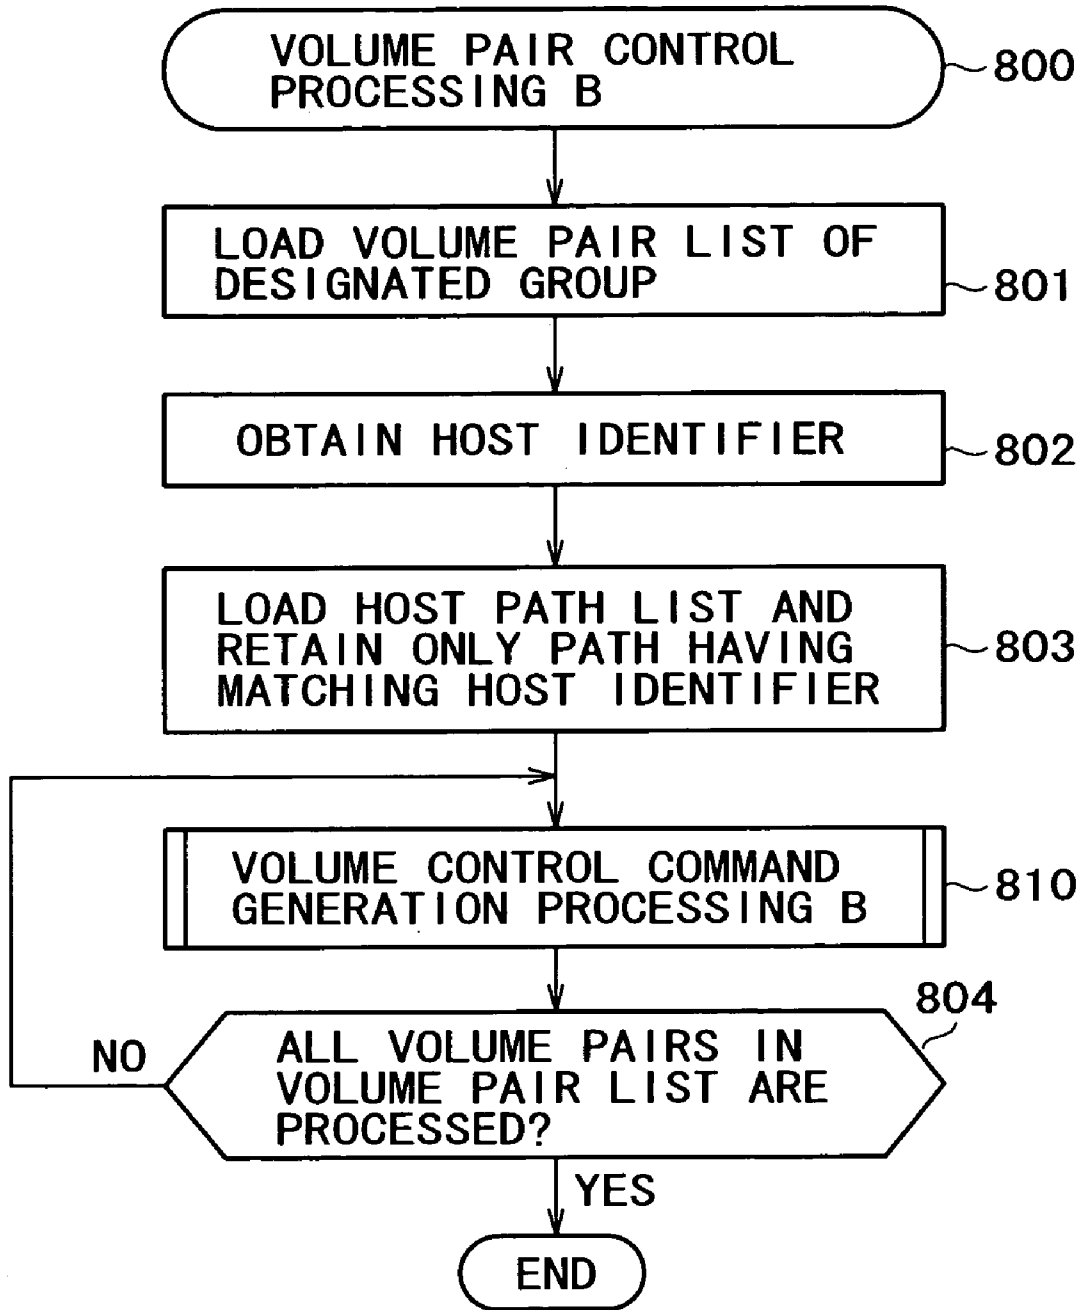 VOLUME PAIR CONTROL
PROCESSING B
800
LOAD VOLUME PAIR LIST OF
DESIGNATED GROUP
801
OBTAIN HOST IDENTIFIER
802
LOAD HOST PATH LIST AND
RETAIN ONLY PATH HAVING
MATCHING HOST IDENTIFIER
803
VOLUME CONTROL COMMAND
GENERATION PROCESSING B
810
804
NO
ALL VOLUME PAIRS IN
VOLUME PAIR LIST ARE
PROCESSED?
YES
END